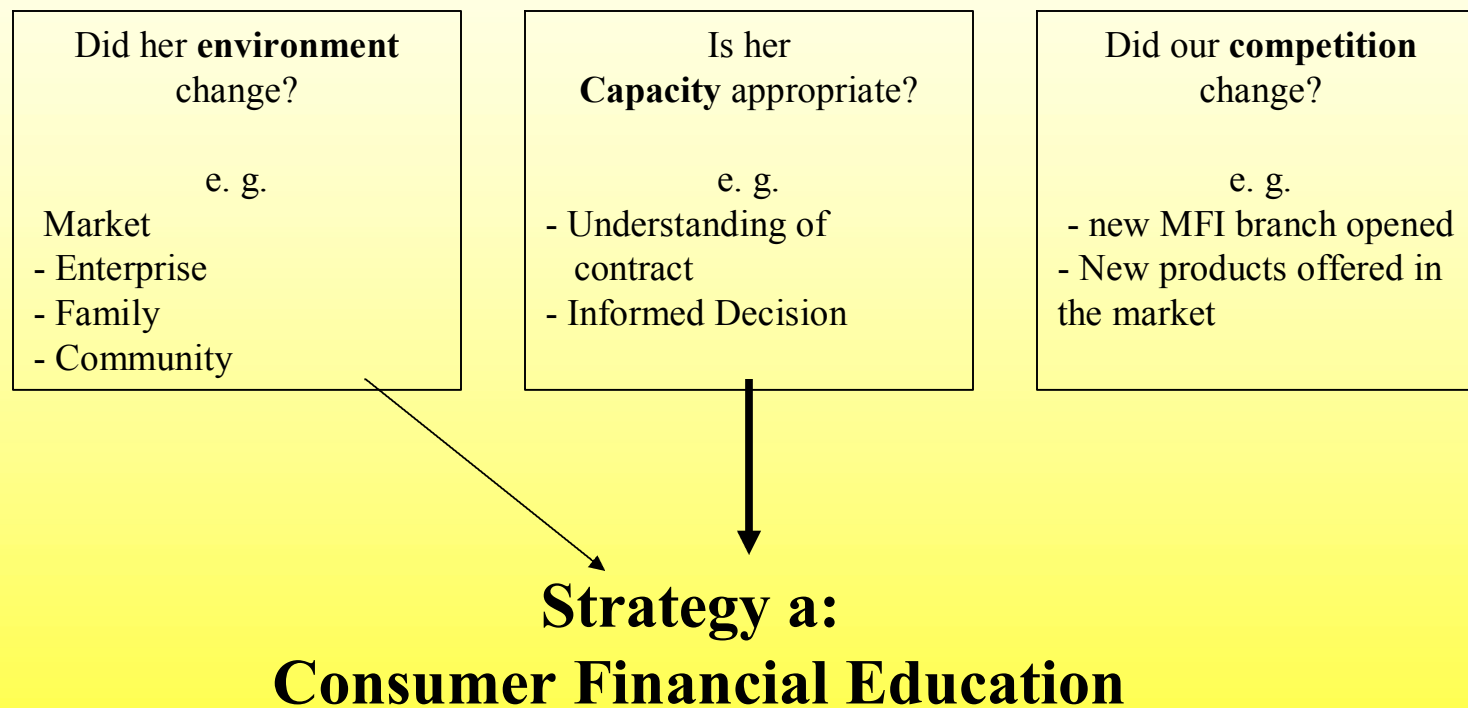 Did her environment
change?
e. g.
Market
- Enterprise
- Family
- Community
Is her
Capacity appropriate?
e. g.
- Understanding of
contract
- Informed Decision
Did our competition
change?
e. g.
- new MFI branch opened
- New products offered in
the market
Strategy a:
Consumer Financial Education